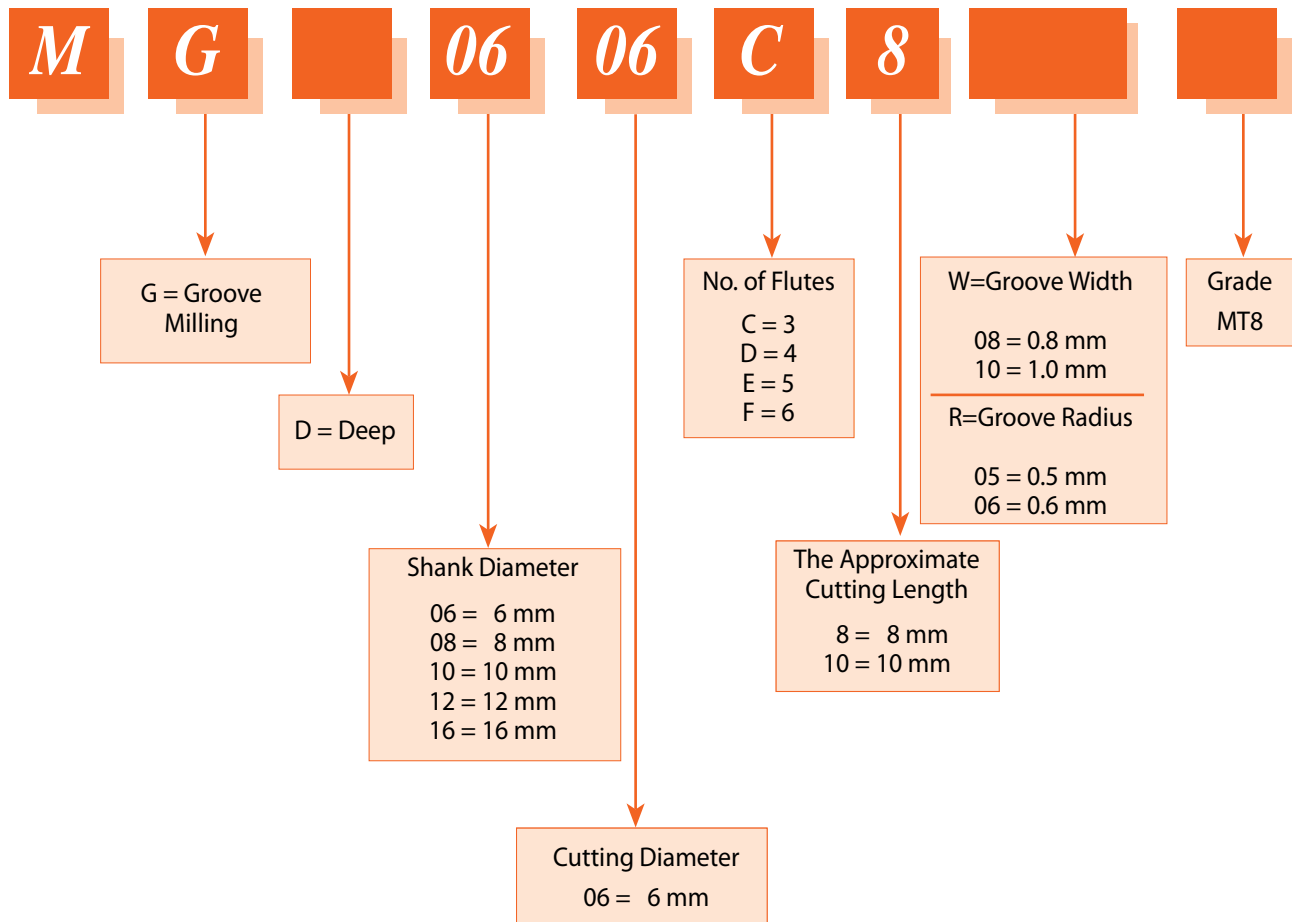 M G 06 06 C 8
G = Groove
Milling
D = Deep
Shank Diameter
06 = 6 mm
08 = 8 mm
10 = 10 mm
12 = 12 mm
16 = 16 mm
Cutting Diameter
06 = 6 mm
No. of Flutes
C = 3
D = 4
E = 5
F = 6
The Approximate
Cutting Length
8 = 8 mm
10 = 10 mm
W=Groove Width
08 = 0.8 mm
10 = 1.0 mm
R=Groove Radius
05 = 0.5 mm
06 = 0.6 mm
Grade
MT8